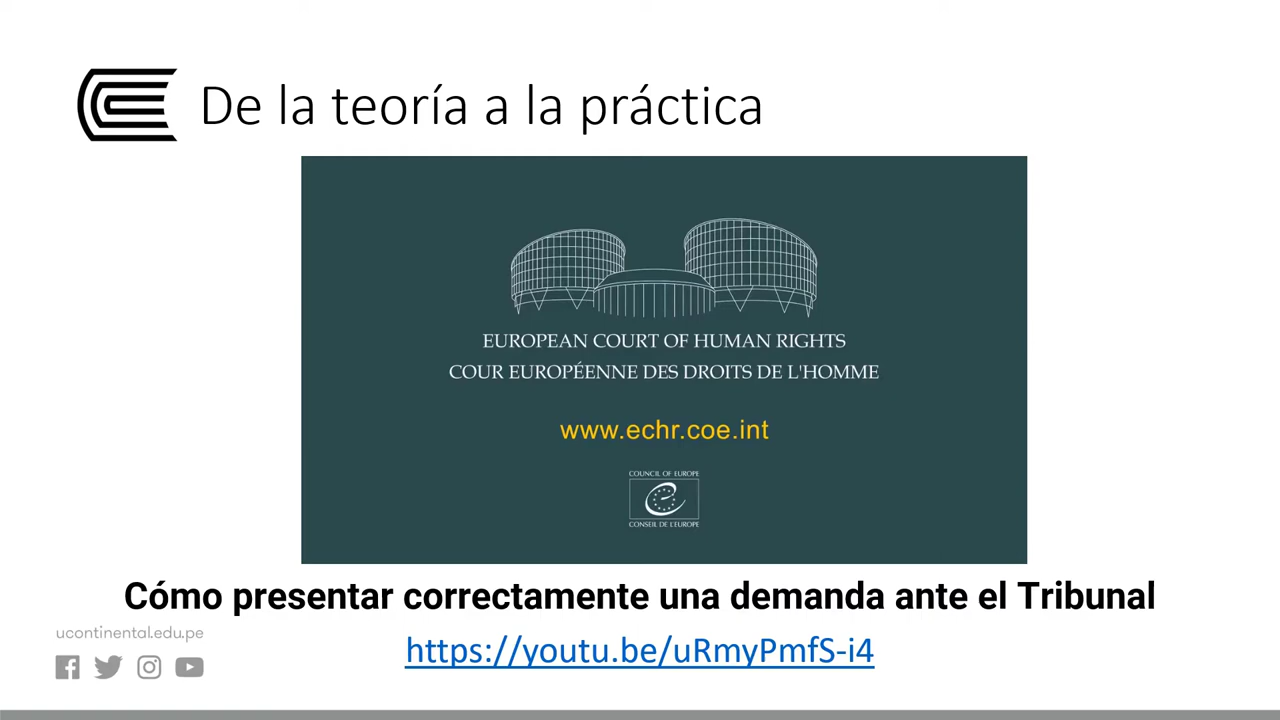 De la teoría a la práctica
EUROPEAN COURT OF HUMAN RIGHTS
COUR EUROPÉENNE DES DROITS DE L'HOMME
www.echr.coe.int
COUNCIL OF EUROPE
CONSEIL DE L'EUROPE
Cómo presentar correctamente una demanda ante el Tribunal
ucontinental.edu.pe
https://youtu.be/uRmyPmfS-i4